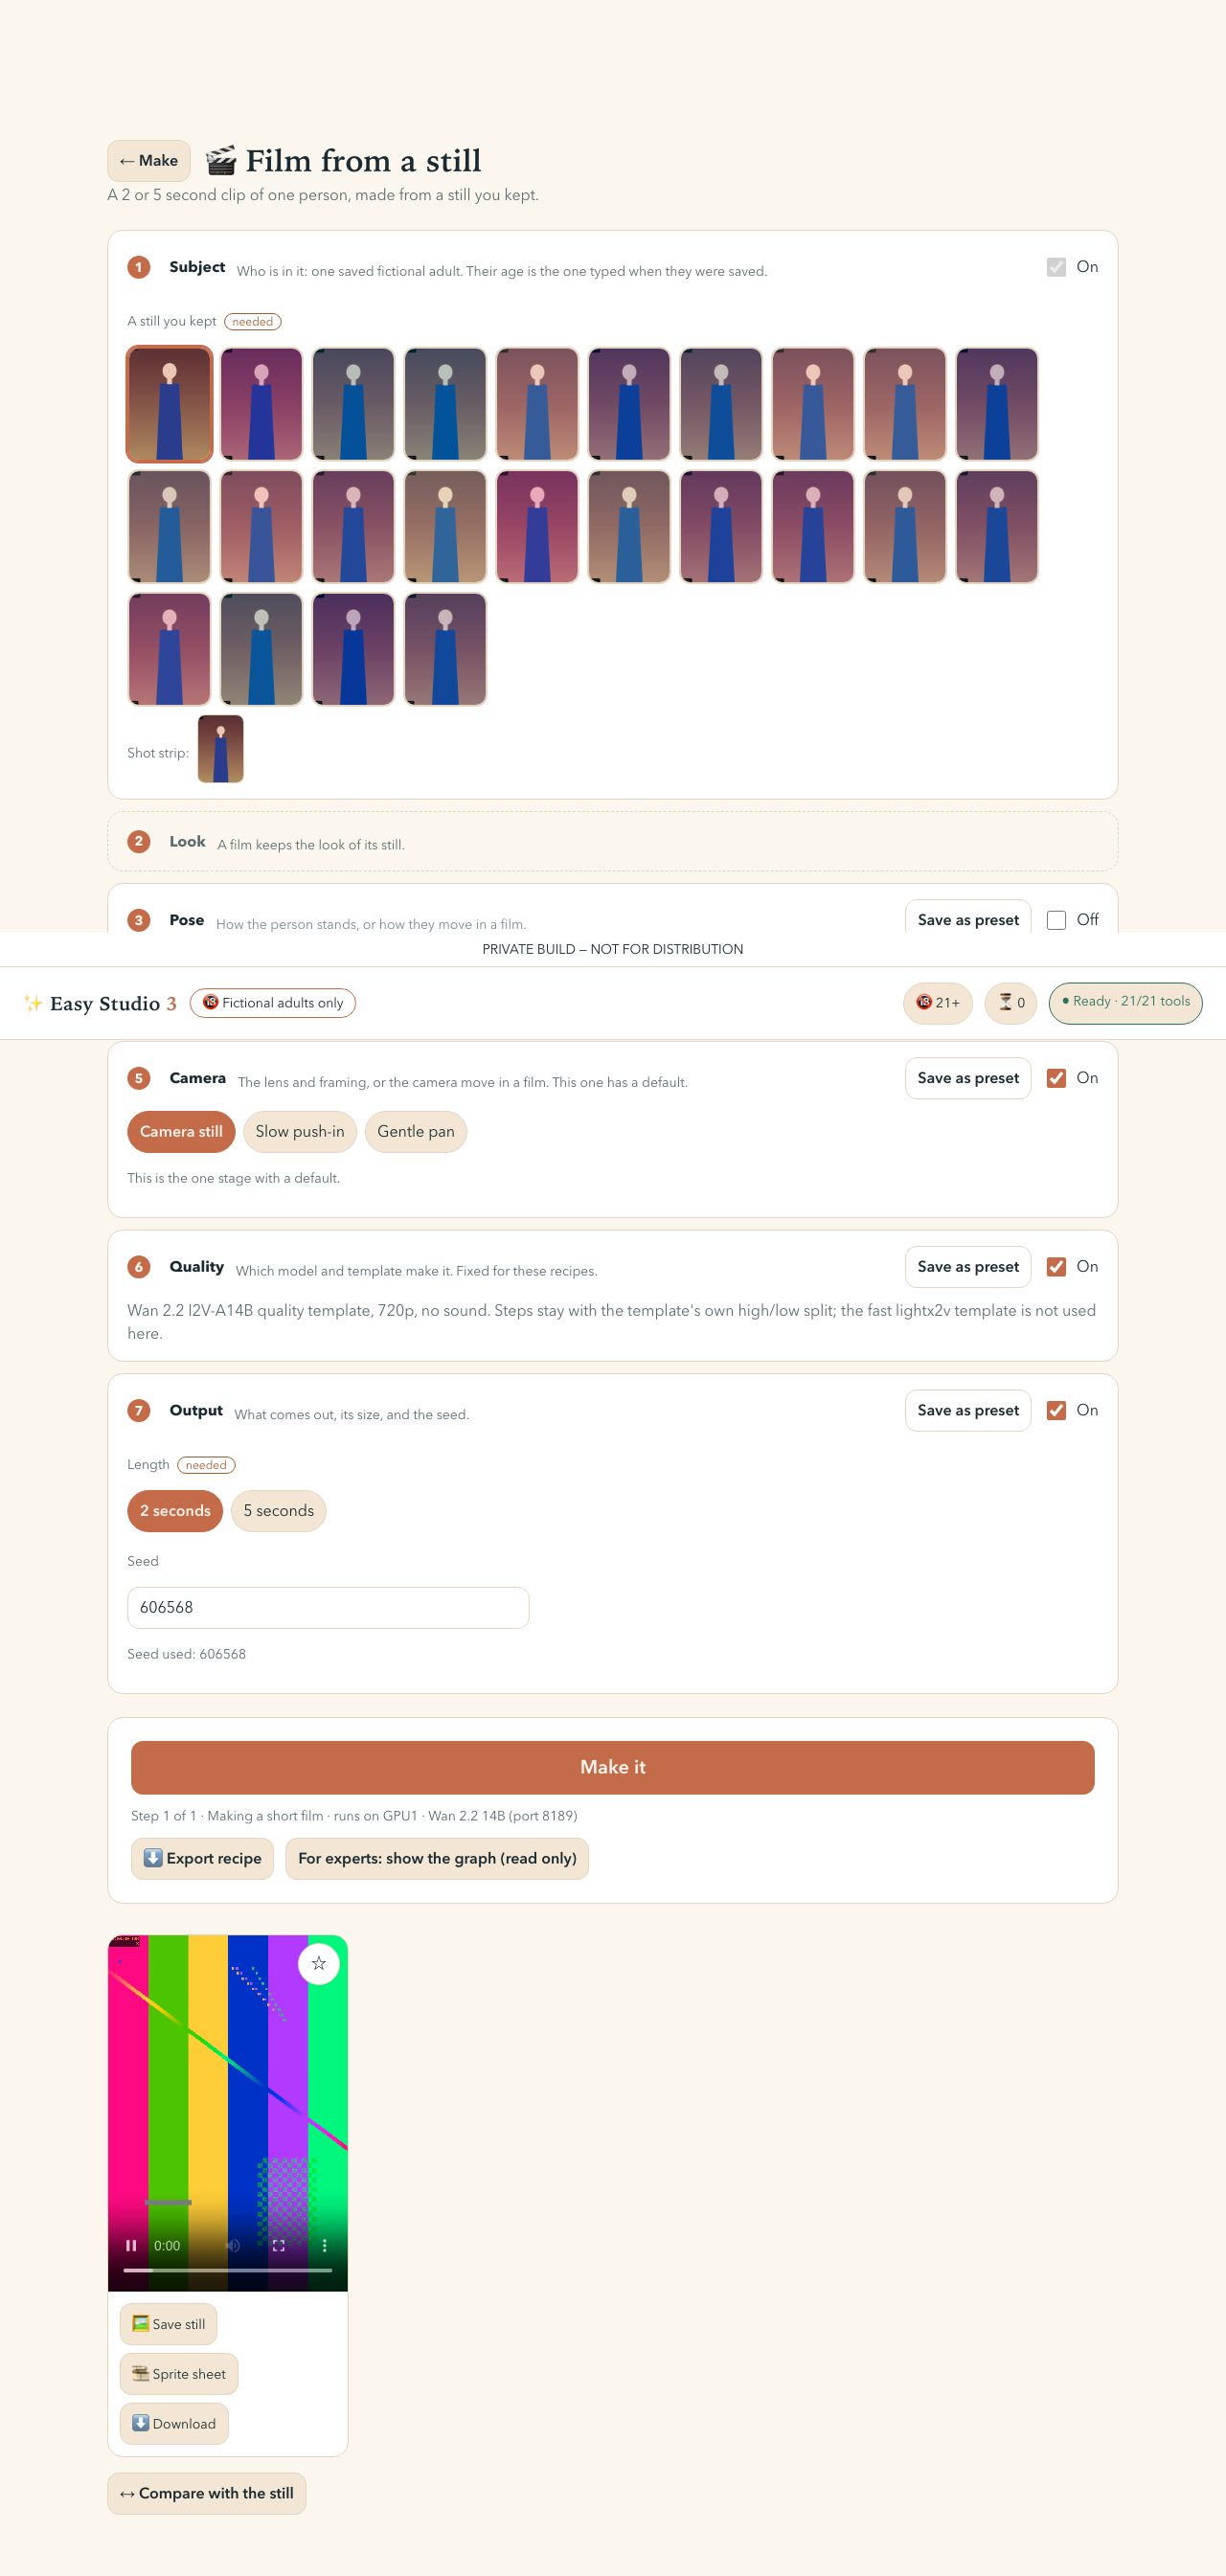 ← Make 🎬 Film from a still
A 2 or 5 second clip of one person, made from a still you kept.
1 Subject Who is in it: one saved fictional adult. Their age is the one typed when they were saved. On
A still you kept needed
Shot strip:
2 Look A film keeps the look of its still.
3 Pose How the person stands, or how they move in a film. Save as preset Off
PRIVATE BUILD – NOT FOR DISTRIBUTION
✨ Easy Studio 3 🔞 Fictional adults only 🔞 21+ ⏳ 0 ● Ready · 21/21 tools
5 Camera The lens and framing, or the camera move in a film. This one has a default. Save as preset On
Camera still Slow push-in Gentle pan
This is the one stage with a default.
6 Quality Which model and template make it. Fixed for these recipes. Save as preset On
Wan 2.2 I2V-A14B quality template, 720p, no sound. Steps stay with the template's own high/low split; the fast lightx2v template is not used
here.
7 Output What comes out, its size, and the seed. Save as preset On
Length needed
2 seconds 5 seconds
Seed
606568
Seed used: 606568
Make it
Step 1 of 1 · Making a short film · runs on GPU1 · Wan 2.2 14B (port 8189)
⬇️ Export recipe For experts: show the graph (read only)
☆
0:00
🖼️ Save still
Sprite sheet
⬇️ Download
↔ Compare with the still